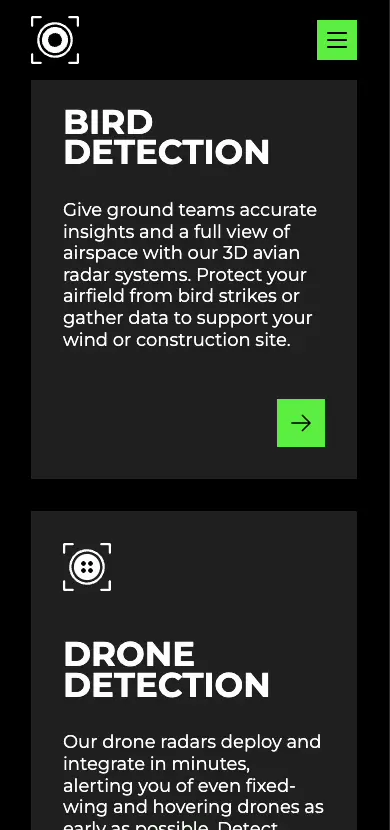 BIRD
DETECTION
Give ground teams accurate
insights and a full view of
airspace with our 3D avian
radar systems. Protect your
airfield from bird strikes or
gather data to support your
wind or construction site.
DRONE
DETECTION
Our drone radars deploy and
integrate in minutes,
alerting you of even fixed-
wing and hovering drones as
early as possible. Detect